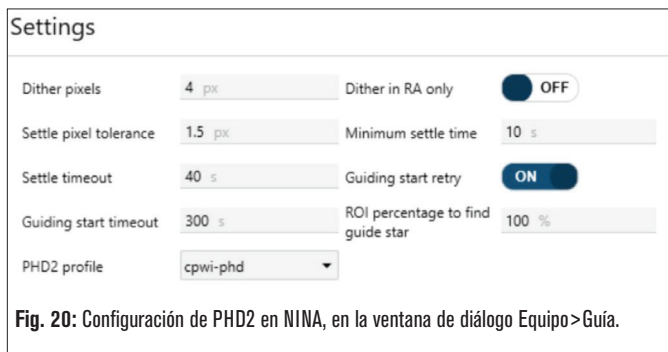 Settings
Dither pixels 4 px Dither in RA only OFF
Settle pixel tolerance 1.5 px Minimum settle time 10 s
Settle timeout 40 s Guiding start retry ON
Guiding start timeout 300 s ROI percentage to find guide star 100 %
PHD2 profile cpwi-phd
Fig. 20: Configuración de PHD2 en NINA, en la ventana de diálogo Equipo>Guía.